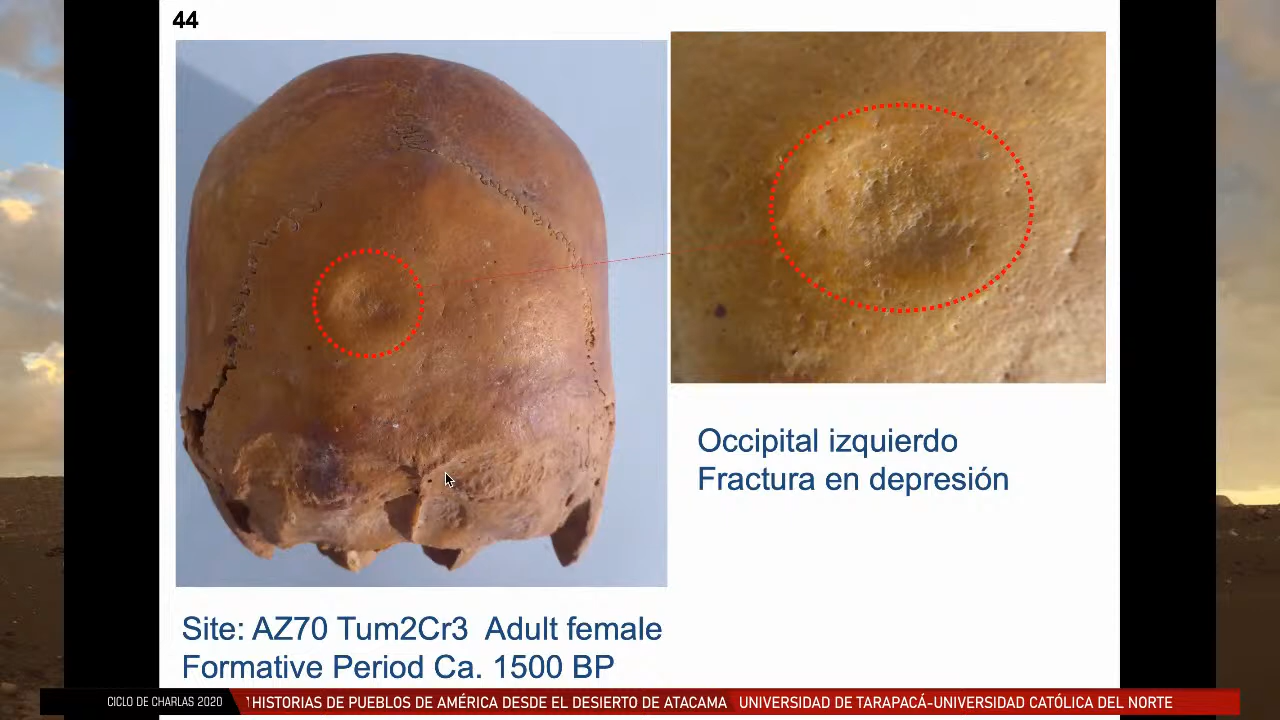 44
Occipital izquierdo
Fractura en depresión
Site: AZ70 Tum2Cr3 Adult female
Formative Period Ca. 1500 BP
CICLO DE CHARLAS 2020
HISTORIAS DE PUEBLOS DE AMÉRICA DESDE EL DESIERTO DE ATACAMA UNIVERSIDAD DE TARAPACÁ-UNIVERSIDAD CATÓLICA DEL NORTE